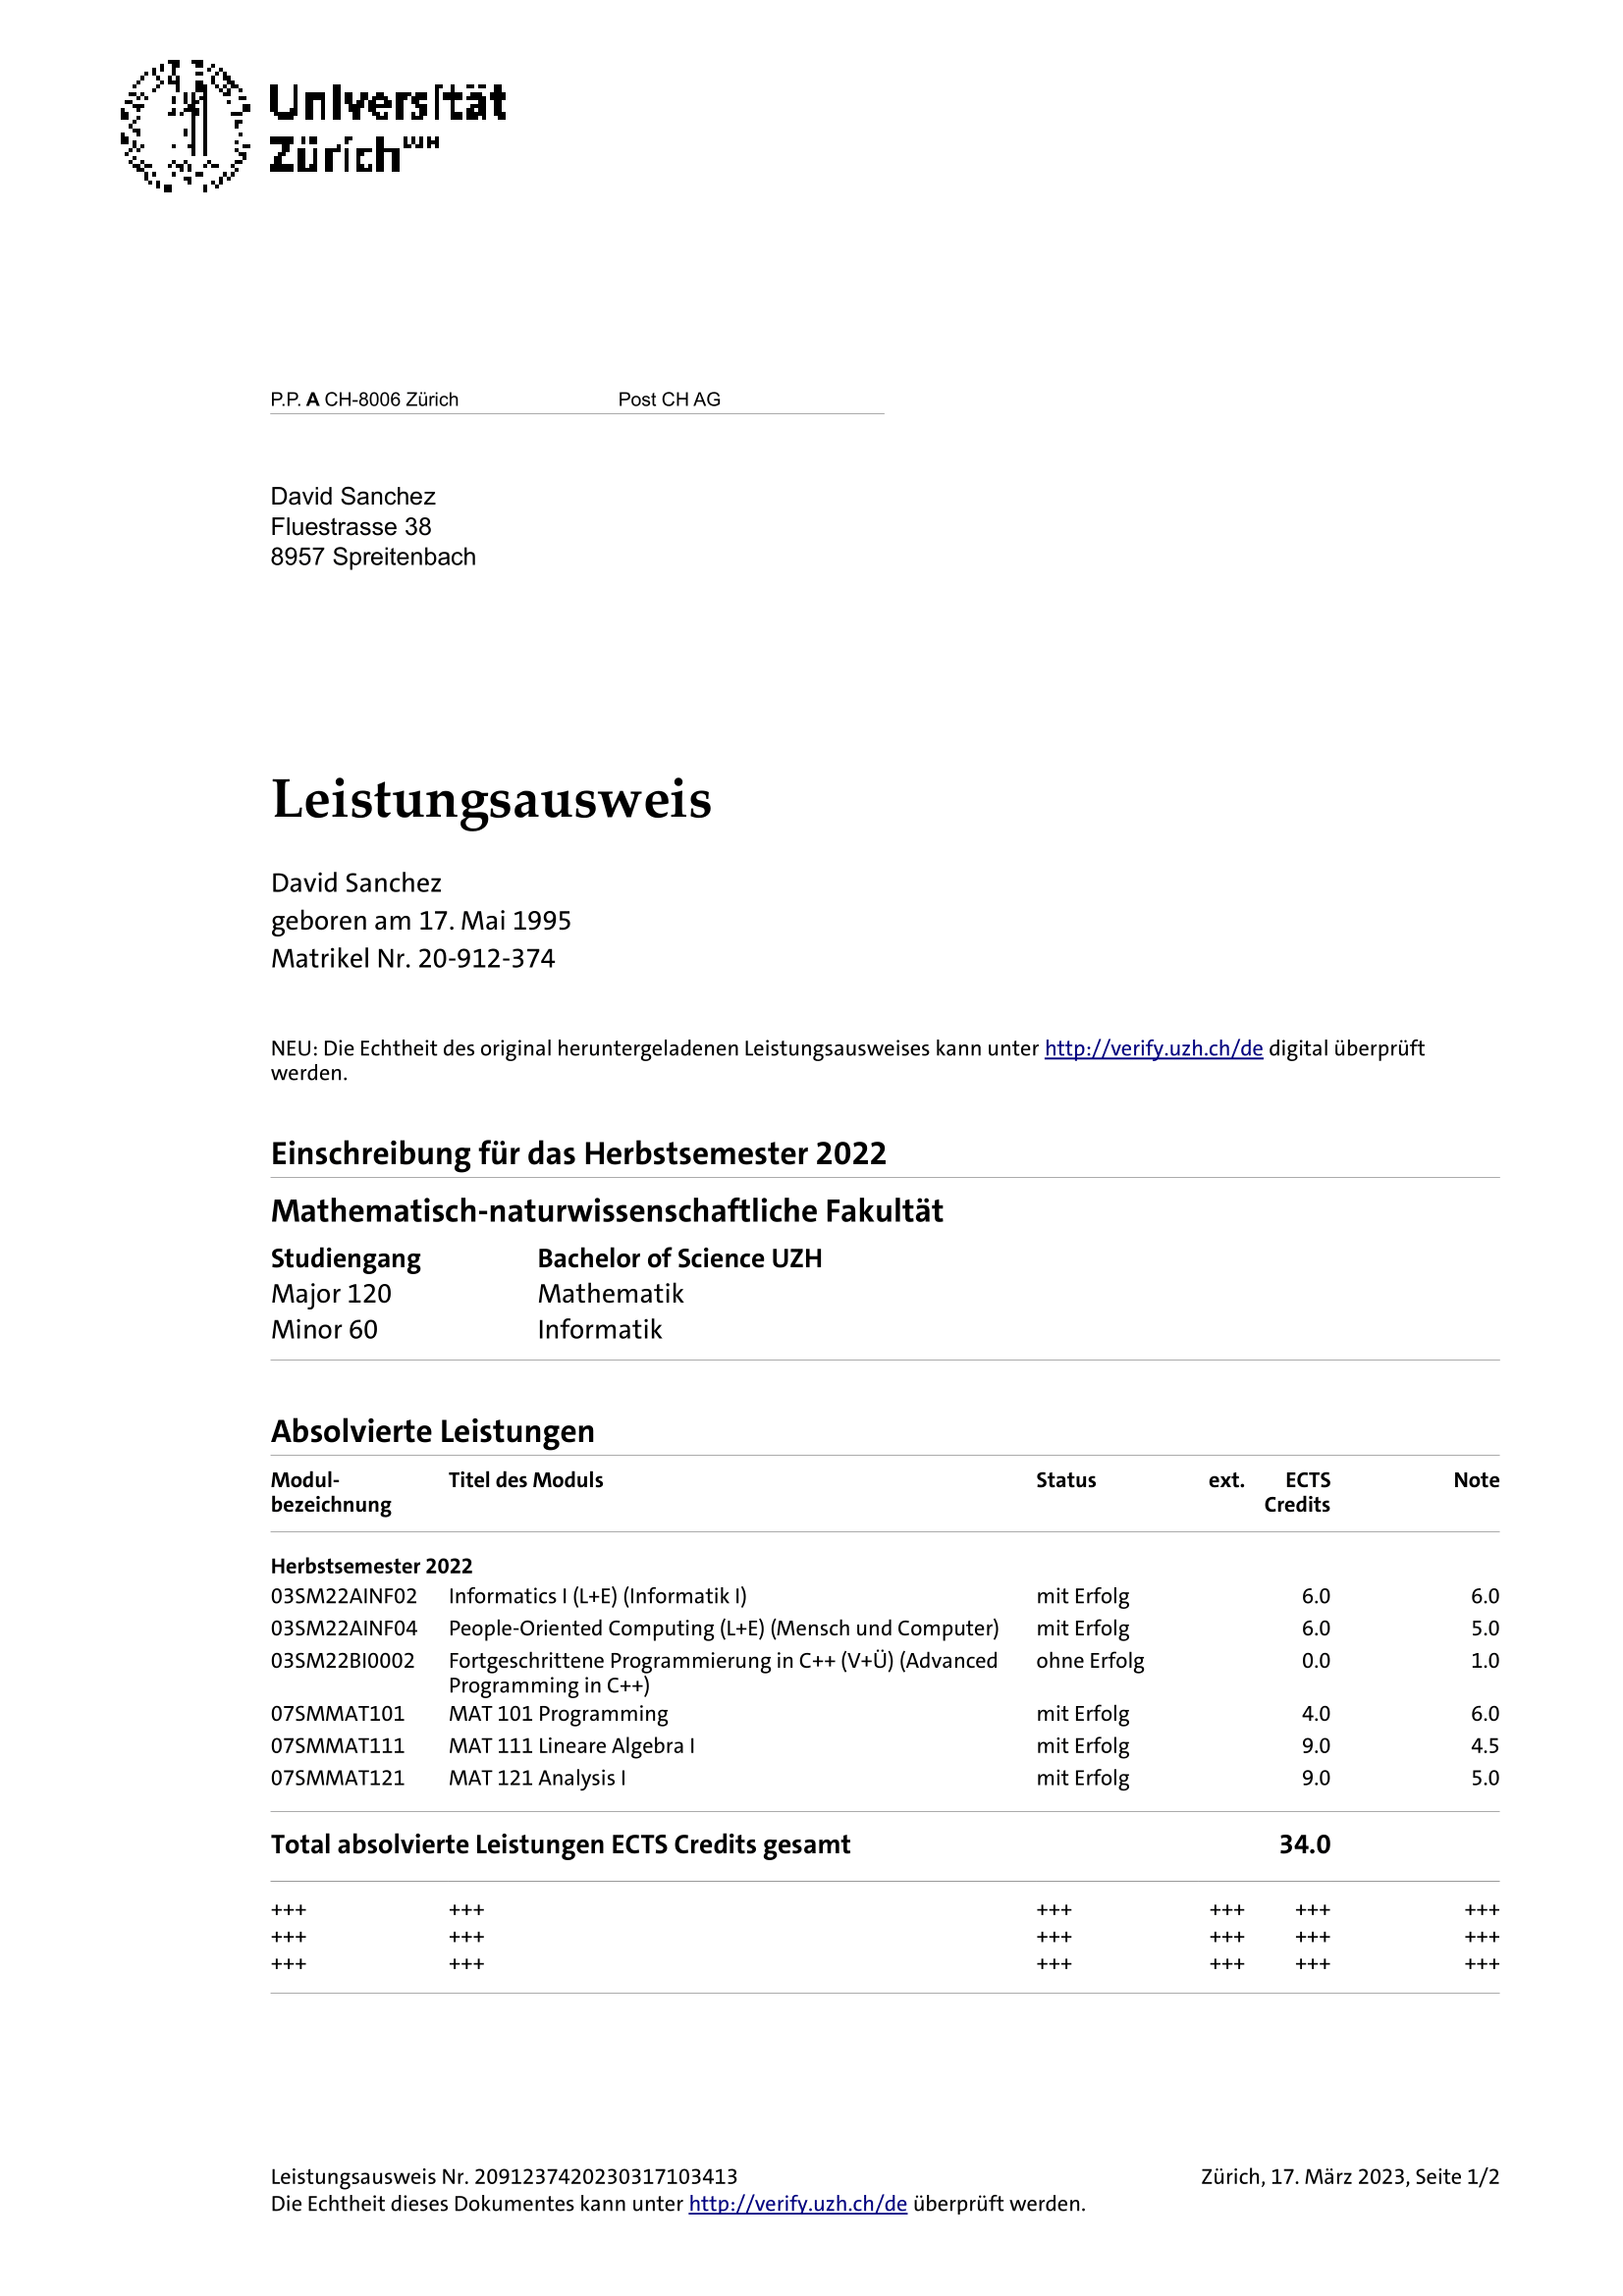 Universität
Zürich
P.P. A CH-8006 Zürich Post CH AG
David Sanchez
Fluestrasse 38
8957 Spreitenbach
Leistungsausweis
David Sanchez
geboren am 17. Mai 1995
Matrikel Nr. 20-912-374
NEU: Die Echtheit des original heruntergeladenen Leistungsausweises kann unter http://verify.uzh.ch/de digital überprüft
werden.
Einschreibung für das Herbstsemester 2022
Mathematisch-naturwissenschaftliche Fakultät
Studiengang Bachelor of Science UZH
Major 120 Mathematik
Minor 60 Informatik
Absolvierte Leistungen
Modul- Titel des Moduls Status ext. ECTS Note
bezeichnung Credits
Herbstsemester 2022
03SM22AINF02 Informatics I (L+E) (Informatik I) mit Erfolg 6.0 6.0
03SM22AINF04 People-Oriented Computing (L+E) (Mensch und Computer) mit Erfolg 6.0 5.0
03SM22BI0002 Fortgeschrittene Programmierung in C++ (V+Ü) (Advanced ohne Erfolg 0.0 1.0
Programming in C++)
07SMMAT101 MAT 101 Programming mit Erfolg 4.0 6.0
07SMMAT111 MAT 111 Lineare Algebra I mit Erfolg 9.0 4.5
07SMMAT121 MAT 121 Analysis I mit Erfolg 9.0 5.0
Total absolvierte Leistungen ECTS Credits gesamt 34.0
+++ +++ +++ +++ +++ +++
+++ +++ +++ +++ +++ +++
+++ +++ +++ +++ +++ +++
Leistungsausweis Nr. 2091237420230317103413 Zürich, 17. März 2023, Seite 1/2
Die Echtheit dieses Dokumentes kann unter http://verify.uzh.ch/de überprüft werden.